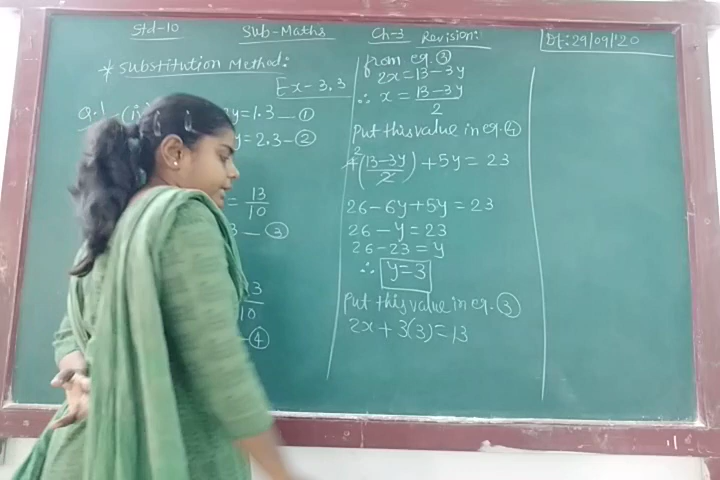 Std-10 Sub-Maths Ch-3 Revision:
Dt:29/09/'20
* Substitution Method:
Ex-3.3
Q.1 (iv) y=1.3 — ①
y=2.3 — ②
= 13/10
3 — ③
3
10
④
from eq. ③
2x = 13-3y
∴ x = 13-3y/2
Put this value in eq. ④
4²(13-3y/2) + 5y = 23
26-6y+5y = 23
26-y = 23
26-23 = y
∴ y=3
Put this value in eq. ③
2x + 3(3) = 13